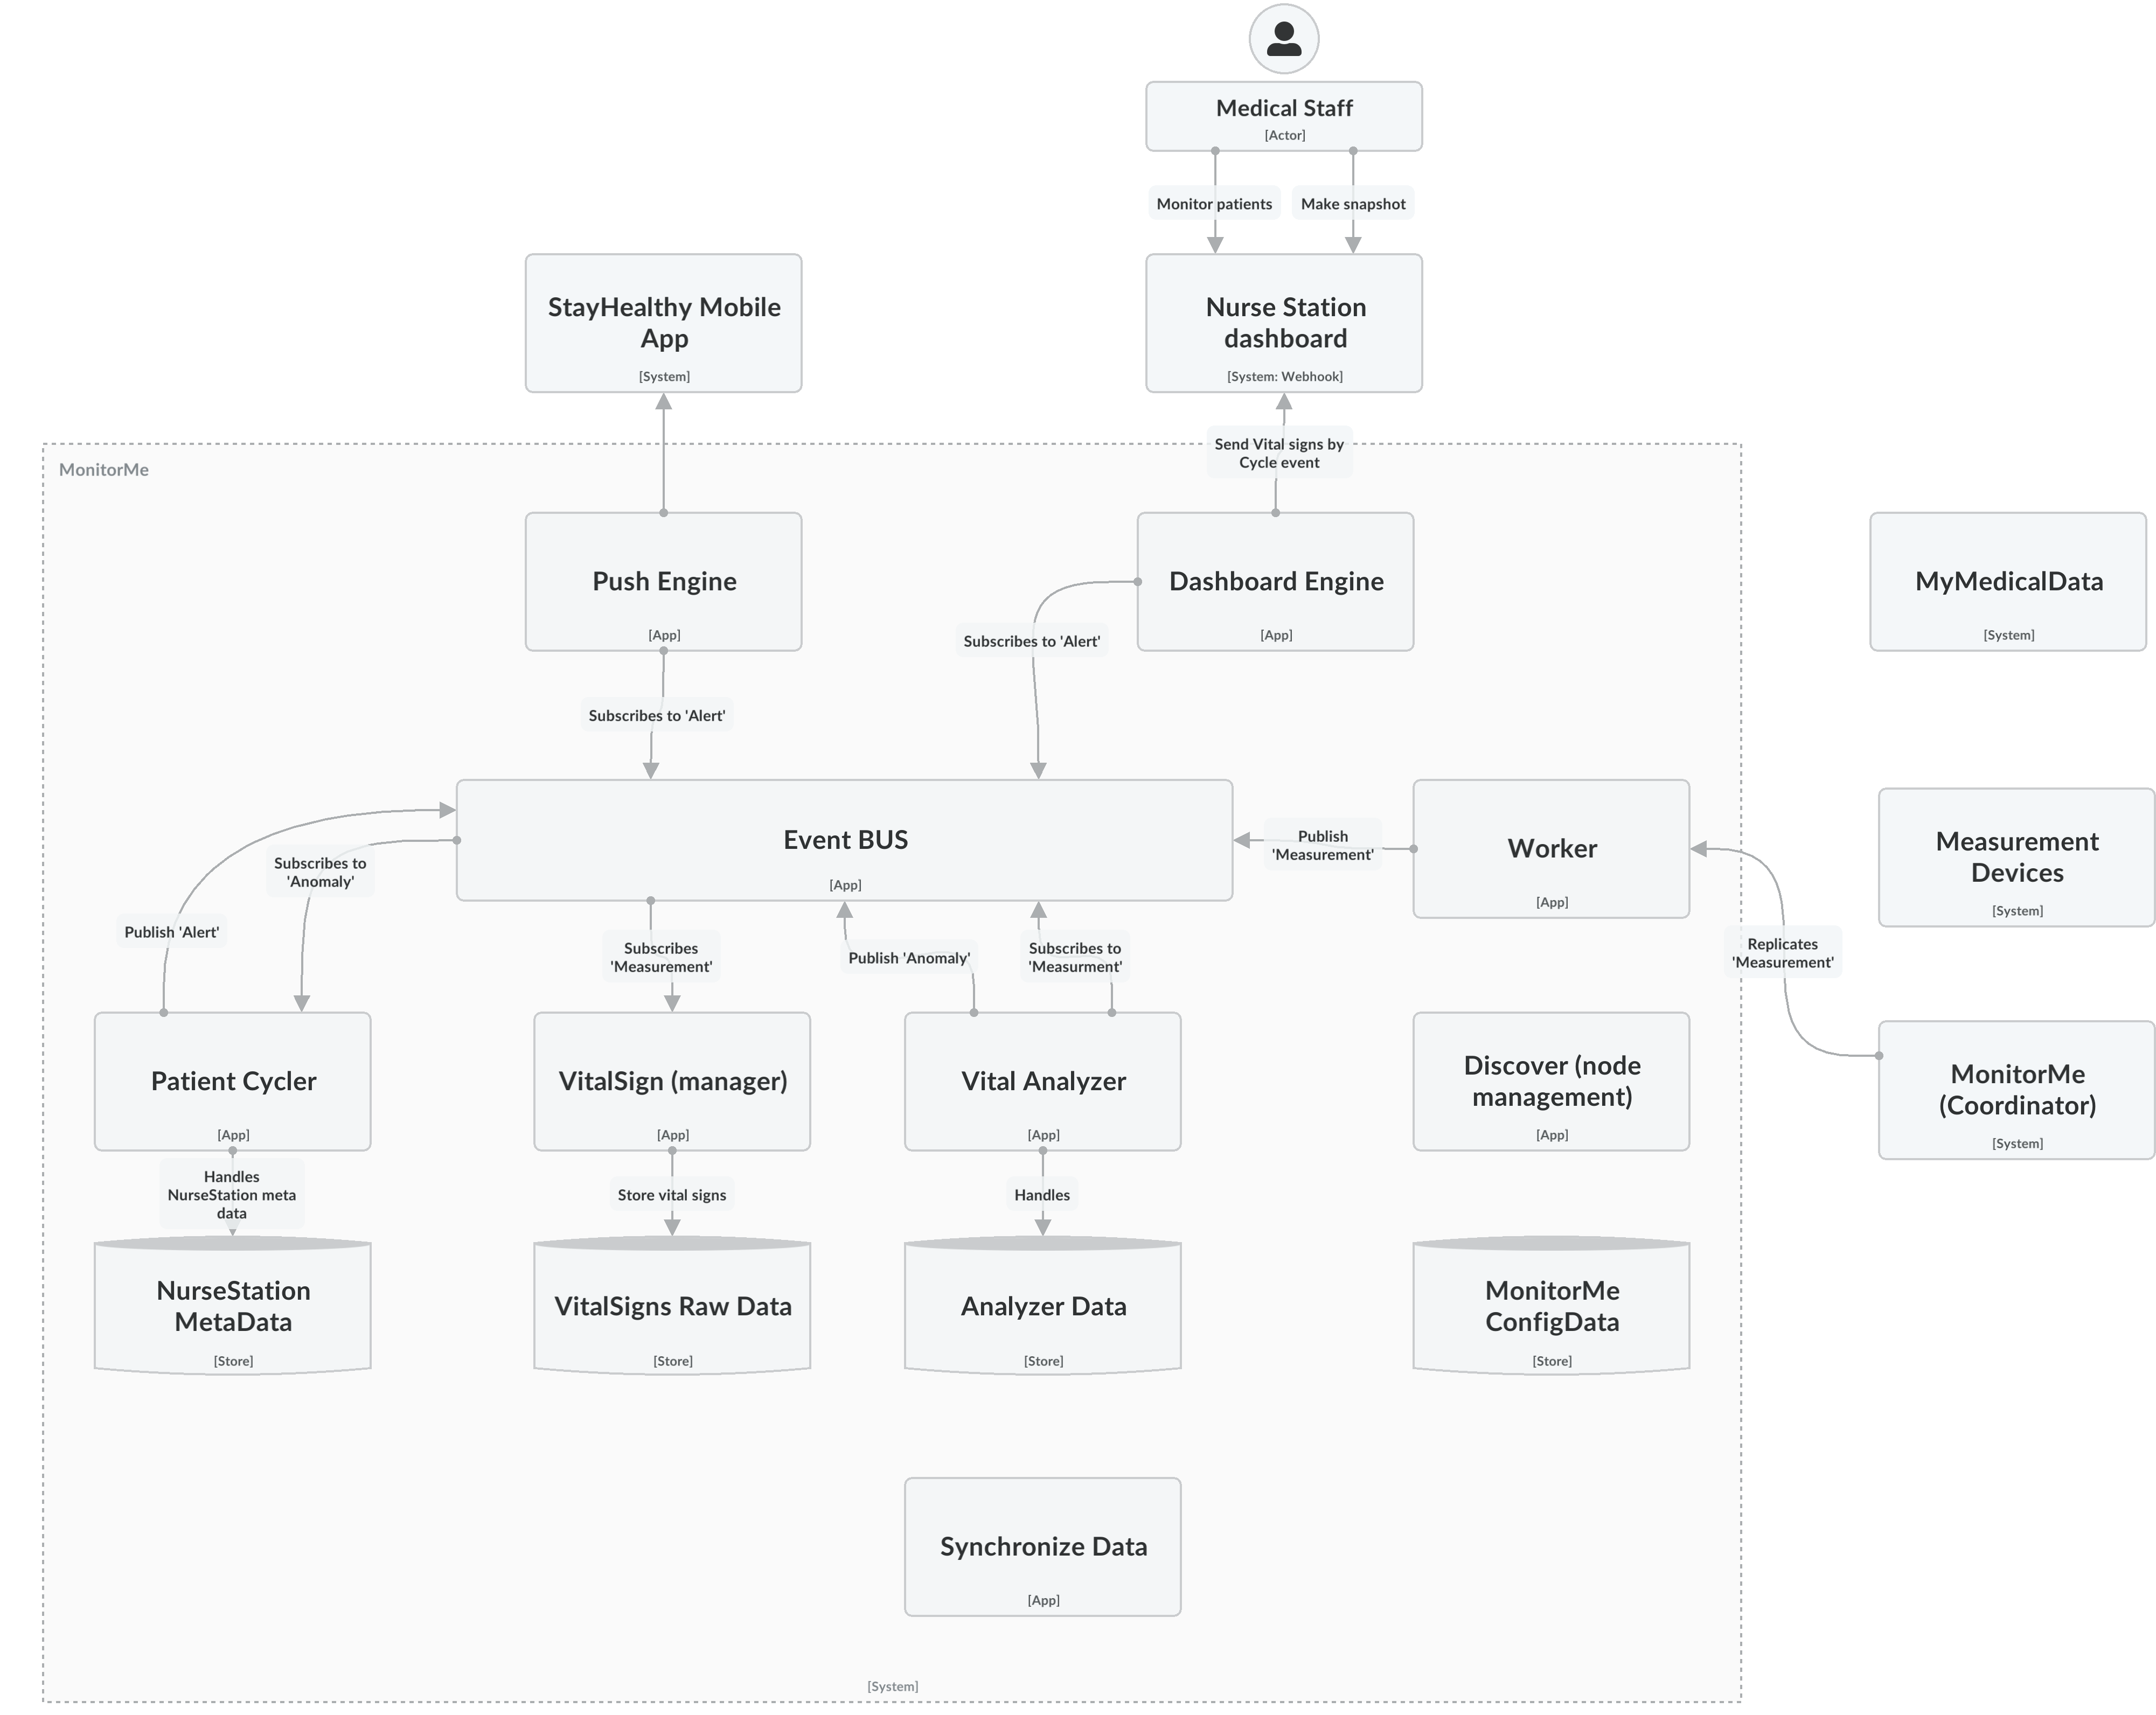 Medical Staff
[Actor]
Monitor patients
Make snapshot
StayHealthy Mobile
App
[System]
Nurse Station
dashboard
[System: Webhook]
Send Vital signs by
Cycle event
MonitorMe
Push Engine
[App]
Dashboard Engine
[App]
MyMedicalData
[System]
Subscribes to 'Alert'
Subscribes to 'Alert'
Event BUS
[App]
Publish
'Measurement'
Worker
[App]
Measurement
Devices
[System]
Subscribes to
'Anomaly'
Publish 'Alert'
Subscribes
'Measurement'
Publish 'Anomaly'
Subscribes to
'Measurment'
Replicates
'Measurement'
Patient Cycler
[App]
VitalSign (manager)
[App]
Vital Analyzer
[App]
Discover (node
management)
[App]
MonitorMe
(Coordinator)
[System]
Handles
NurseStation meta
data
Store vital signs
Handles
NurseStation
MetaData
[Store]
VitalSigns Raw Data
[Store]
Analyzer Data
[Store]
MonitorMe
ConfigData
[Store]
Synchronize Data
[App]
[System]